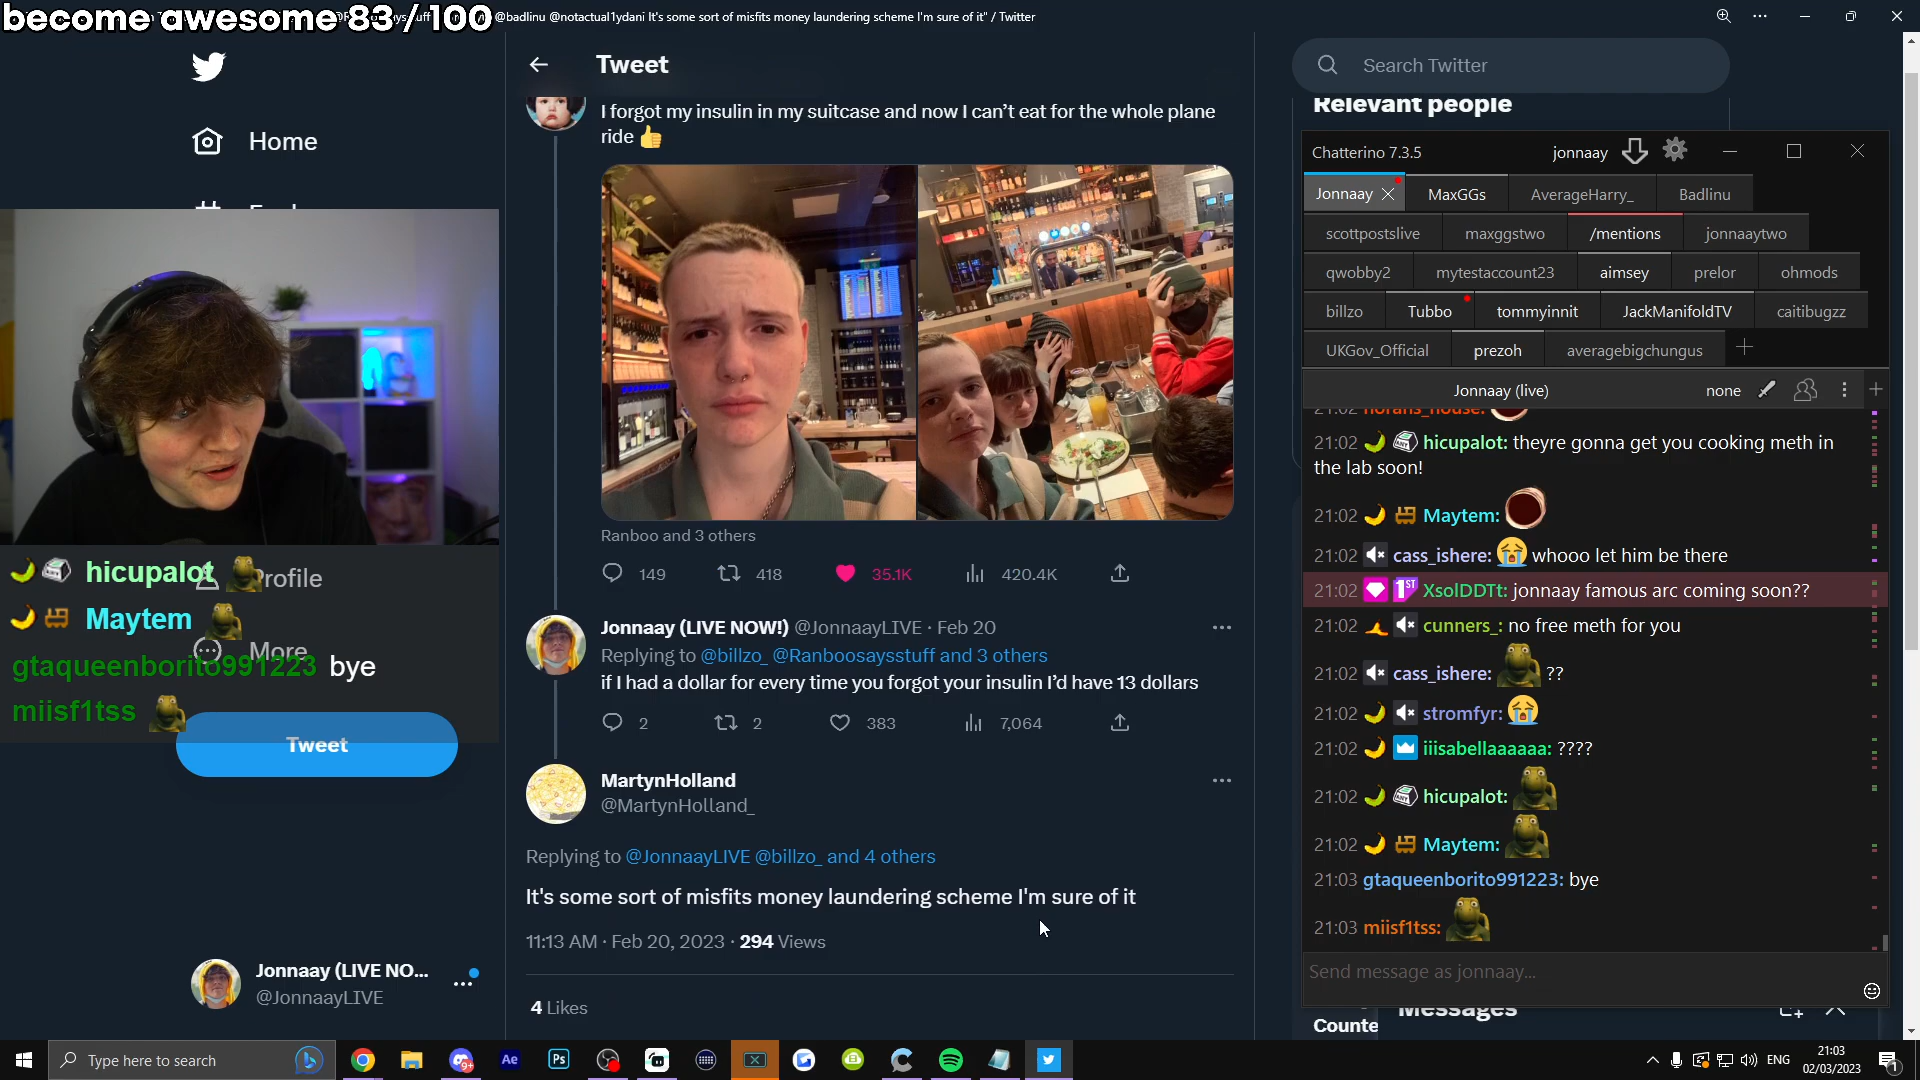 become awesome 83 / 100
@badlinu @notactual1ydani It's some sort of misfits money laundering scheme I'm sure of it" / Twitter
Home
hicupalot
Profile
Maytem
More
gtaqueenborito991223 bye
miisf1tss
Tweet
Jonnaay (LIVE NO...
@JonnaayLIVE
Tweet
I forgot my insulin in my suitcase and now I can't eat for the whole plane
ride 👍
Ranboo and 3 others
149 418 35.1K 420.4K
Jonnaay (LIVE NOW!) @JonnaayLIVE · Feb 20
Replying to @billzo_ @Ranboosaysstuff and 3 others
if I had a dollar for every time you forgot your insulin I'd have 13 dollars
2 2 383 7,064
MartynHolland
@MartynHolland_
Replying to @JonnaayLIVE @billzo_ and 4 others
It's some sort of misfits money laundering scheme I'm sure of it
11:13 AM · Feb 20, 2023 · 294 Views
4 Likes
Search Twitter
Relevant people
Chatterino 7.3.5 jonnaay
Jonnaay MaxGGs AverageHarry_ Badlinu
scottpostslive maxggstwo /mentions jonnaaytwo
qwobby2 mytestaccount23 aimsey prelor ohmods
billzo Tubbo tommyinnit JackManifoldTV caitibugzz
UKGov_Official prezoh averagebigchungus
Jonnaay (live) none
21:02 hicupalot: theyre gonna get you cooking meth in
the lab soon!
21:02 Maytem:
21:02 cass_ishere: 😭 whooo let him be there
21:02 1ST XsolDDTt: jonnaay famous arc coming soon??
21:02 cunners_: no free meth for you
21:02 cass_ishere: ??
21:02 stromfyr: 😭
21:02 iiisabellaaaaaa: ????
21:02 hicupalot:
21:02 Maytem:
21:03 gtaqueenborito991223: bye
21:03 miisf1tss:
Send message as jonnaay...
Messages
Counte
Type here to search
9+
Ae
Ps
ENG
21:03
02/03/2023
1